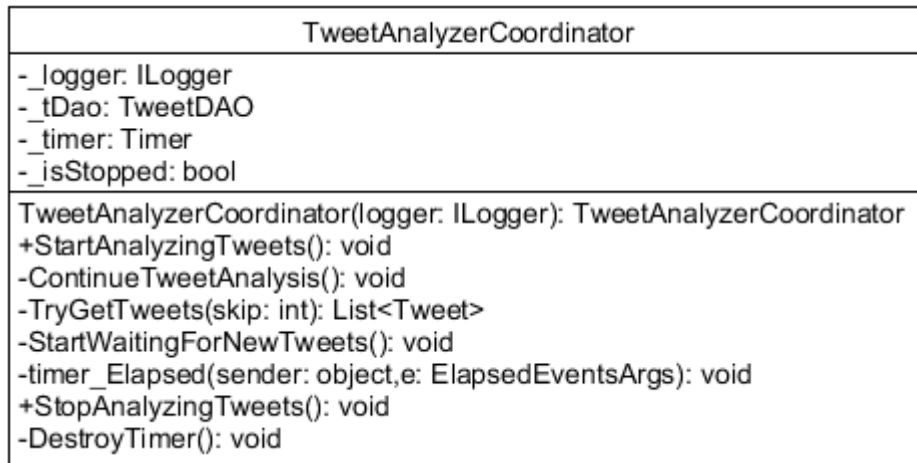 TweetAnalyzerCoordinator
-_logger: ILogger
-_tDao: TweetDAO
-_timer: Timer
-_isStopped: bool
TweetAnalyzerCoordinator(logger: ILogger): TweetAnalyzerCoordinator
+StartAnalyzingTweets(): void
-ContinueTweetAnalysis(): void
-TryGetTweets(skip: int): List<Tweet>
-StartWaitingForNewTweets(): void
-timer_Elapsed(sender: object,e: ElapsedEventsArgs): void
+StopAnalyzingTweets(): void
-DestroyTimer(): void